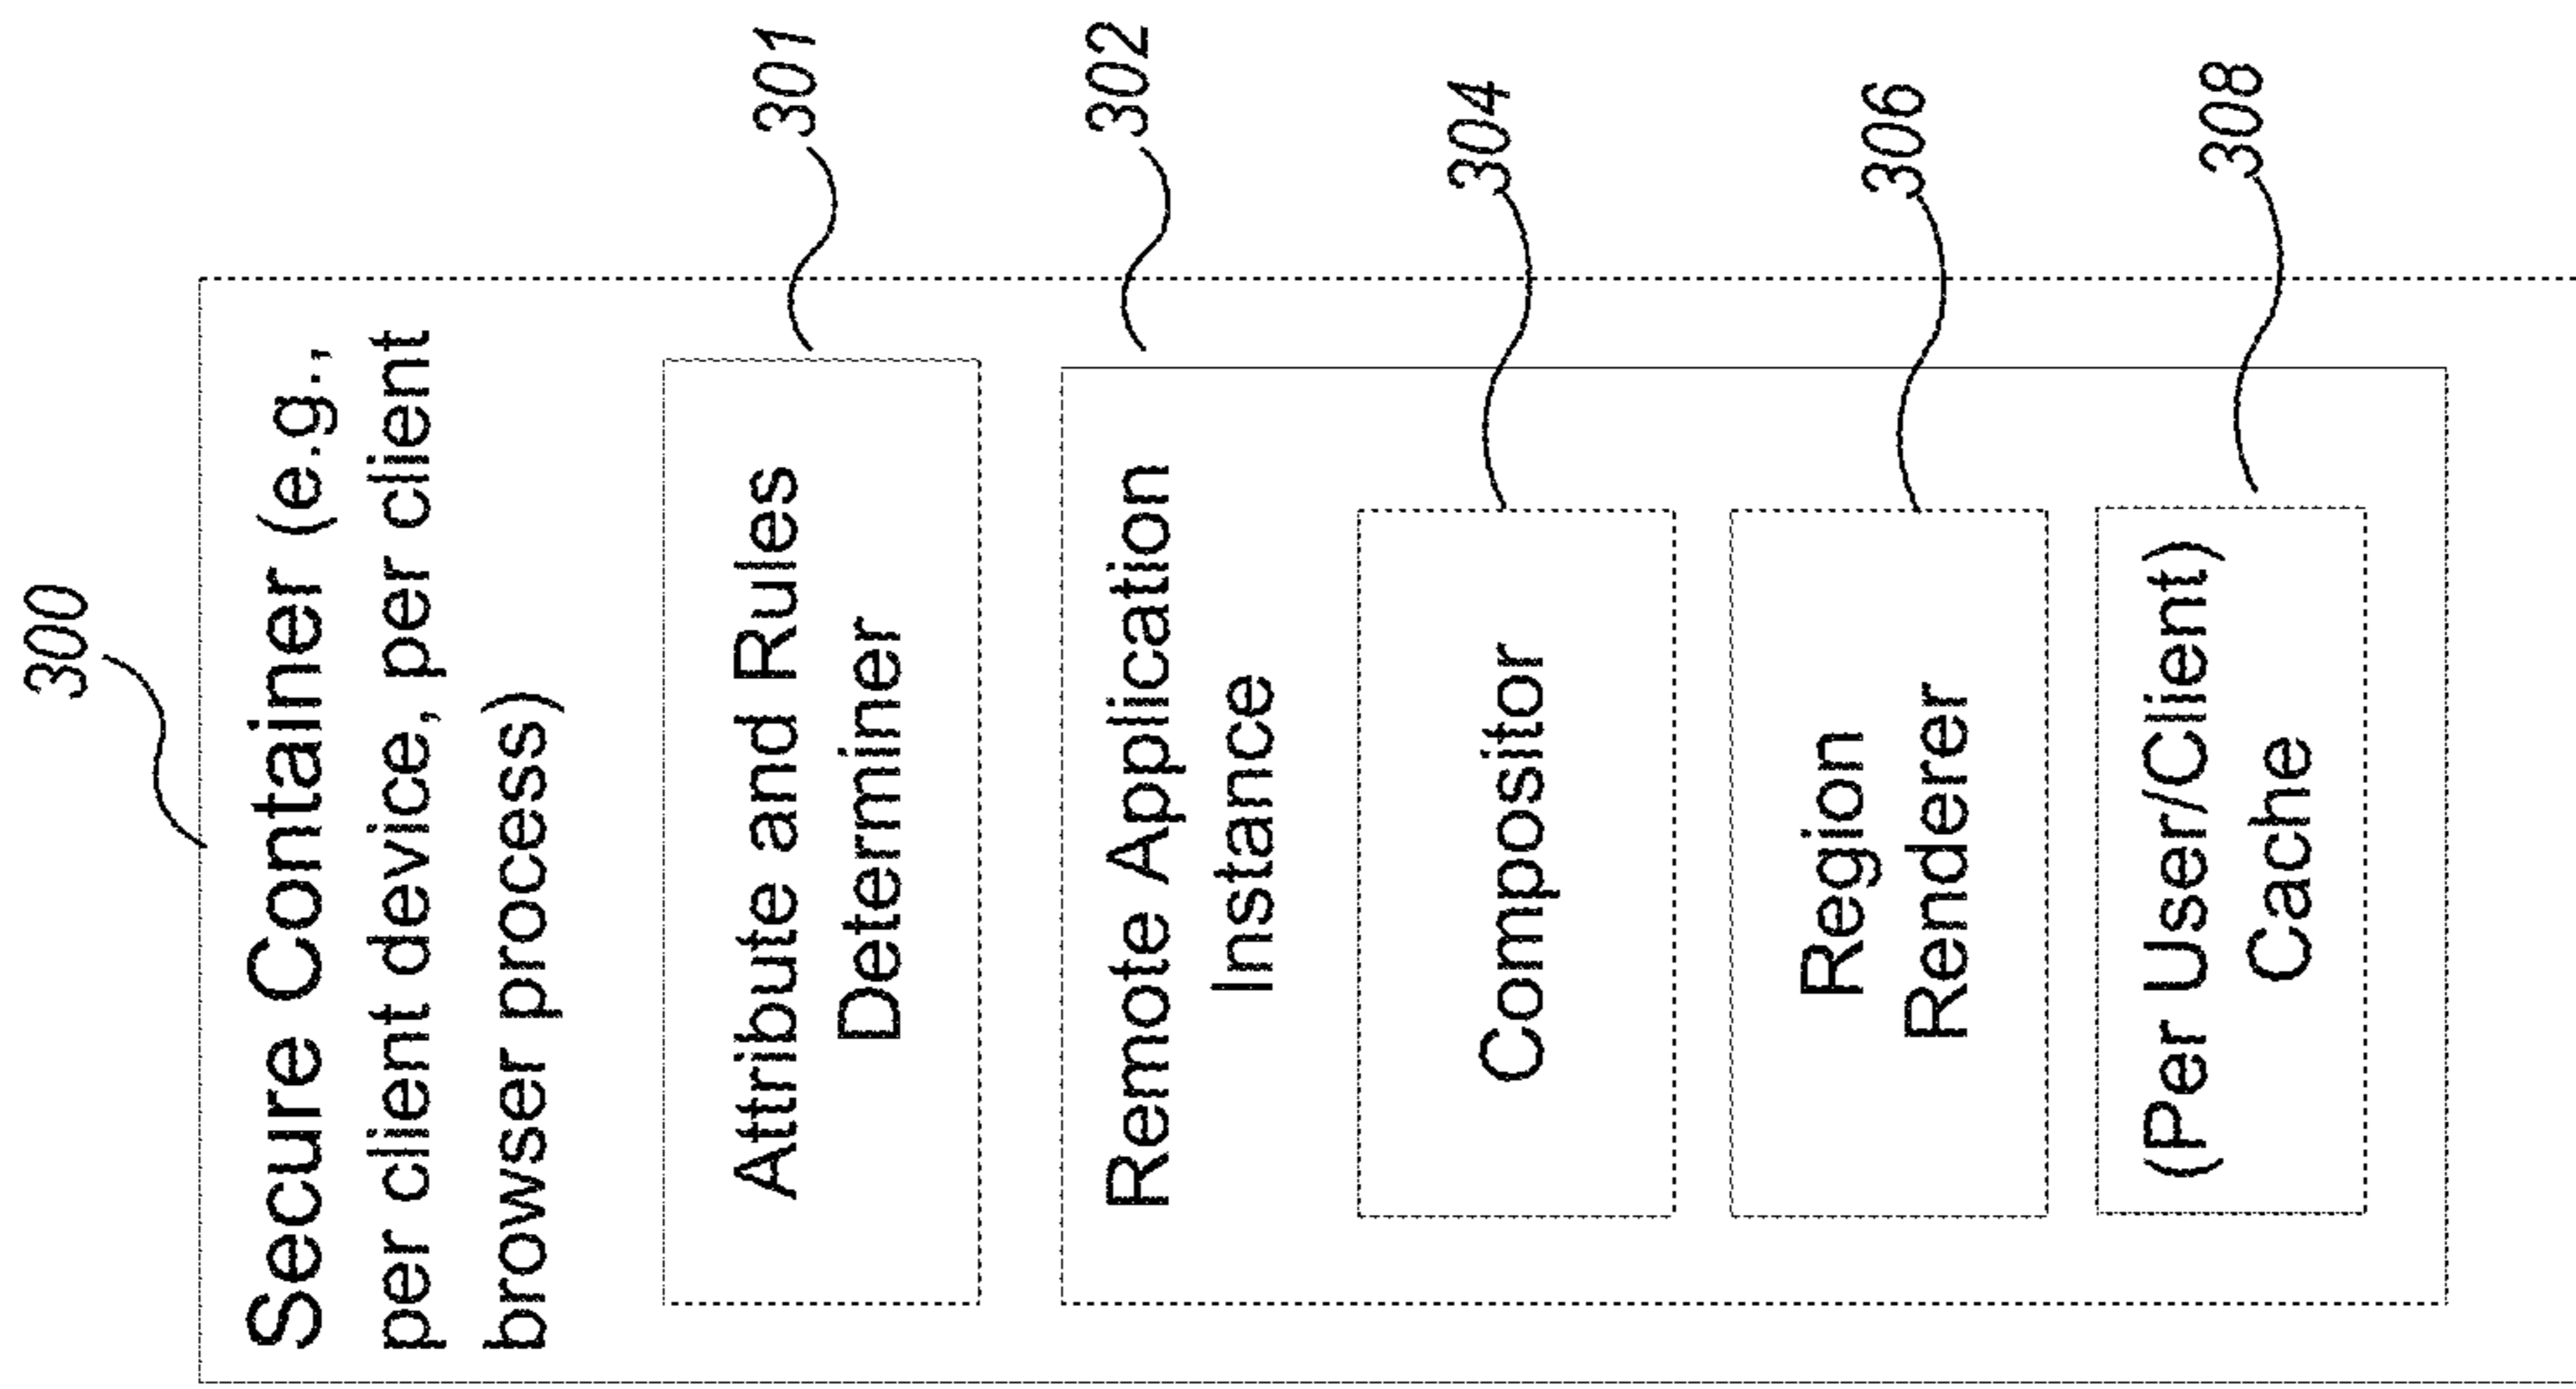 300
Secure Container (e.g.,
per client device, per client
browser process)
301
Attribute and Rules
Determiner
302
Remote Application
Instance
304
Compositor
306
Region
Renderer
308
(Per User/Client)
Cache